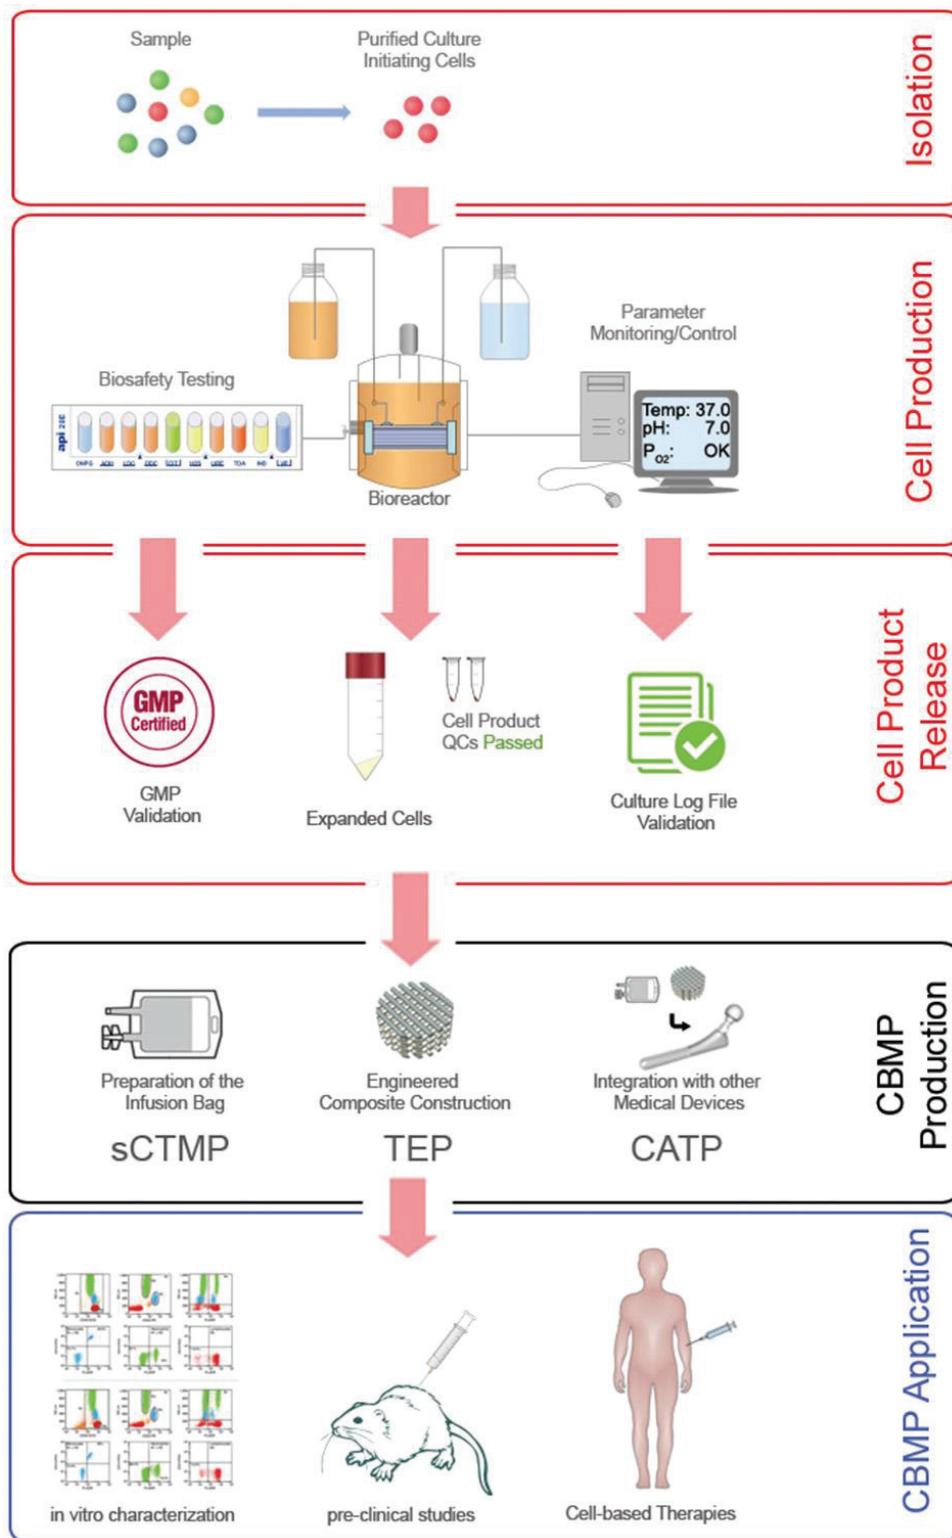 Sample
Purified Culture
Initiating Cells
Isolation
Parameter
Monitoring/Control
Biosafety Testing
api 20E
Temp: 37.0
pH: 7.0
PO2: OK
Bioreactor
Cell Production
GMP
Certified
Cell Product
QCs Passed
GMP
Validation
Expanded Cells
Culture Log File
Validation
Cell Product
Release
Preparation of the
Infusion Bag
Engineered
Composite Construction
Integration with other
Medical Devices
sCTMP
TEP
CATP
CBMP
Production
in vitro characterization
pre-clinical studies
Cell-based Therapies
CBMP Application